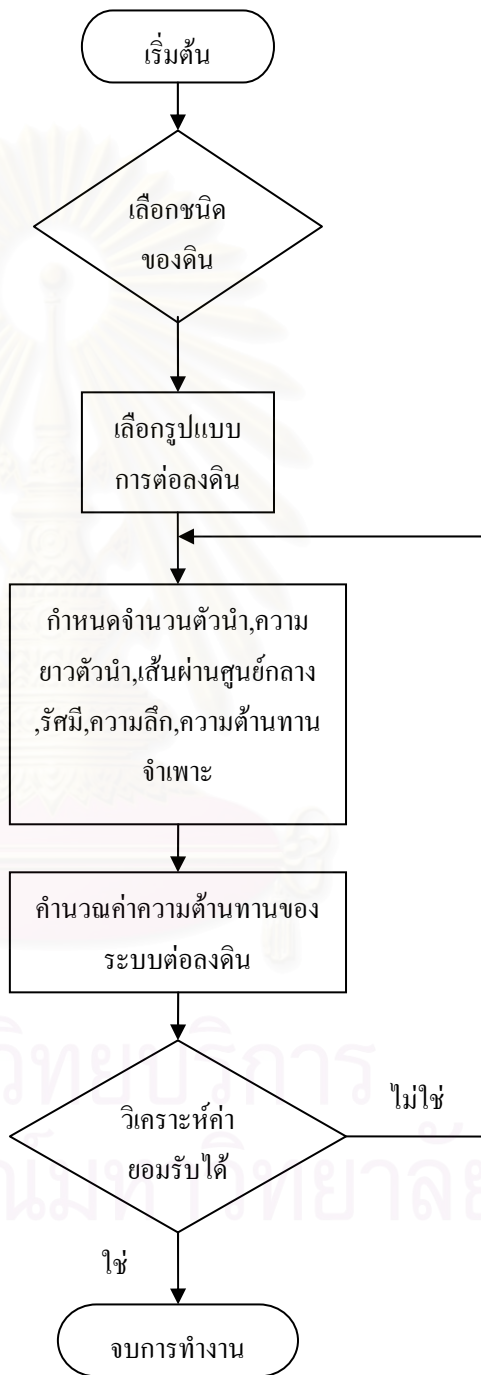 เริ่มต้น
เลือกชนิด
ของดิน
เลือกรูปแบบ
การต่อลงดิน
กำหนดจำนวนตัวนำ,ความ
ยาวตัวนำ,เส้นผ่านศูนย์กลาง
,รัศมี,ความลึก,ความต้านทาน
จำเพาะ
คำนวณค่าความต้านทานของ
ระบบต่อลงดิน
วิเคราะห์ค่า
ยอมรับได้
ไม่ใช่
ใช่
จบการทำงาน